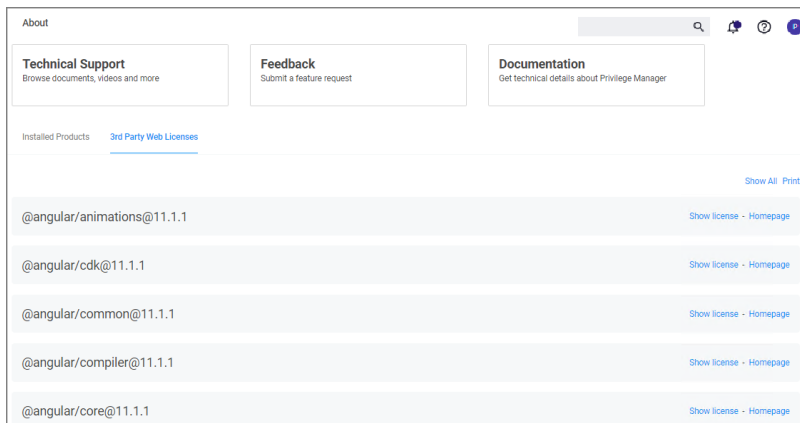 About
P
Technical Support
Browse documents, videos and more
Feedback
Submit a feature request
Documentation
Get technical details about Privilege Manager
Installed Products
3rd Party Web Licenses
Show All Print
@angular/animations@11.1.1
Show license - Homepage
@angular/cdk@11.1.1
Show license - Homepage
@angular/common@11.1.1
Show license - Homepage
@angular/compiler@11.1.1
Show license - Homepage
@angular/core@11.1.1
Show license - Homepage